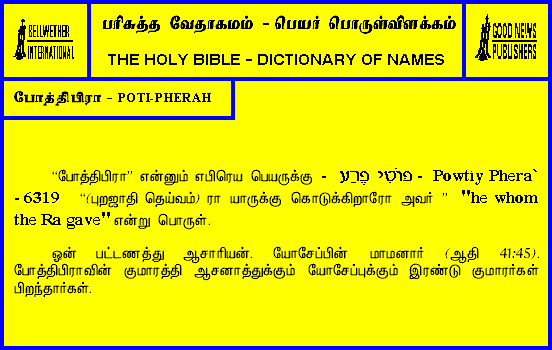 BELLWETHER
INTERNATIONAL
பரிசுத்த வேதாகமம் - பெயர் பொருள்விளக்கம்
THE HOLY BIBLE - DICTIONARY OF NAMES
GOOD NEWS
PUBLISHERS
போத்திபிரா - POTI-PHERAH
“போத்திபிரா” என்னும் எபிரெய பெயருக்கு - פּוֹטִי פֶרַע - Powtiy Phera`
- 6319 “(புறஜாதி தெய்வம்) ரா யாருக்கு கொடுக்கிறாரோ அவர் ” "he whom
the Ra gave" என்று பொருள்.
ஓன் பட்டணத்து ஆசாரியன். யோசேப்பின் மாமனார் (ஆதி 41:45).
போத்திபிராவின் குமாரத்தி ஆசனாத்துக்கும் யோசேப்புக்கும் இரண்டு குமாரர்கள்
பிறந்தார்கள்.